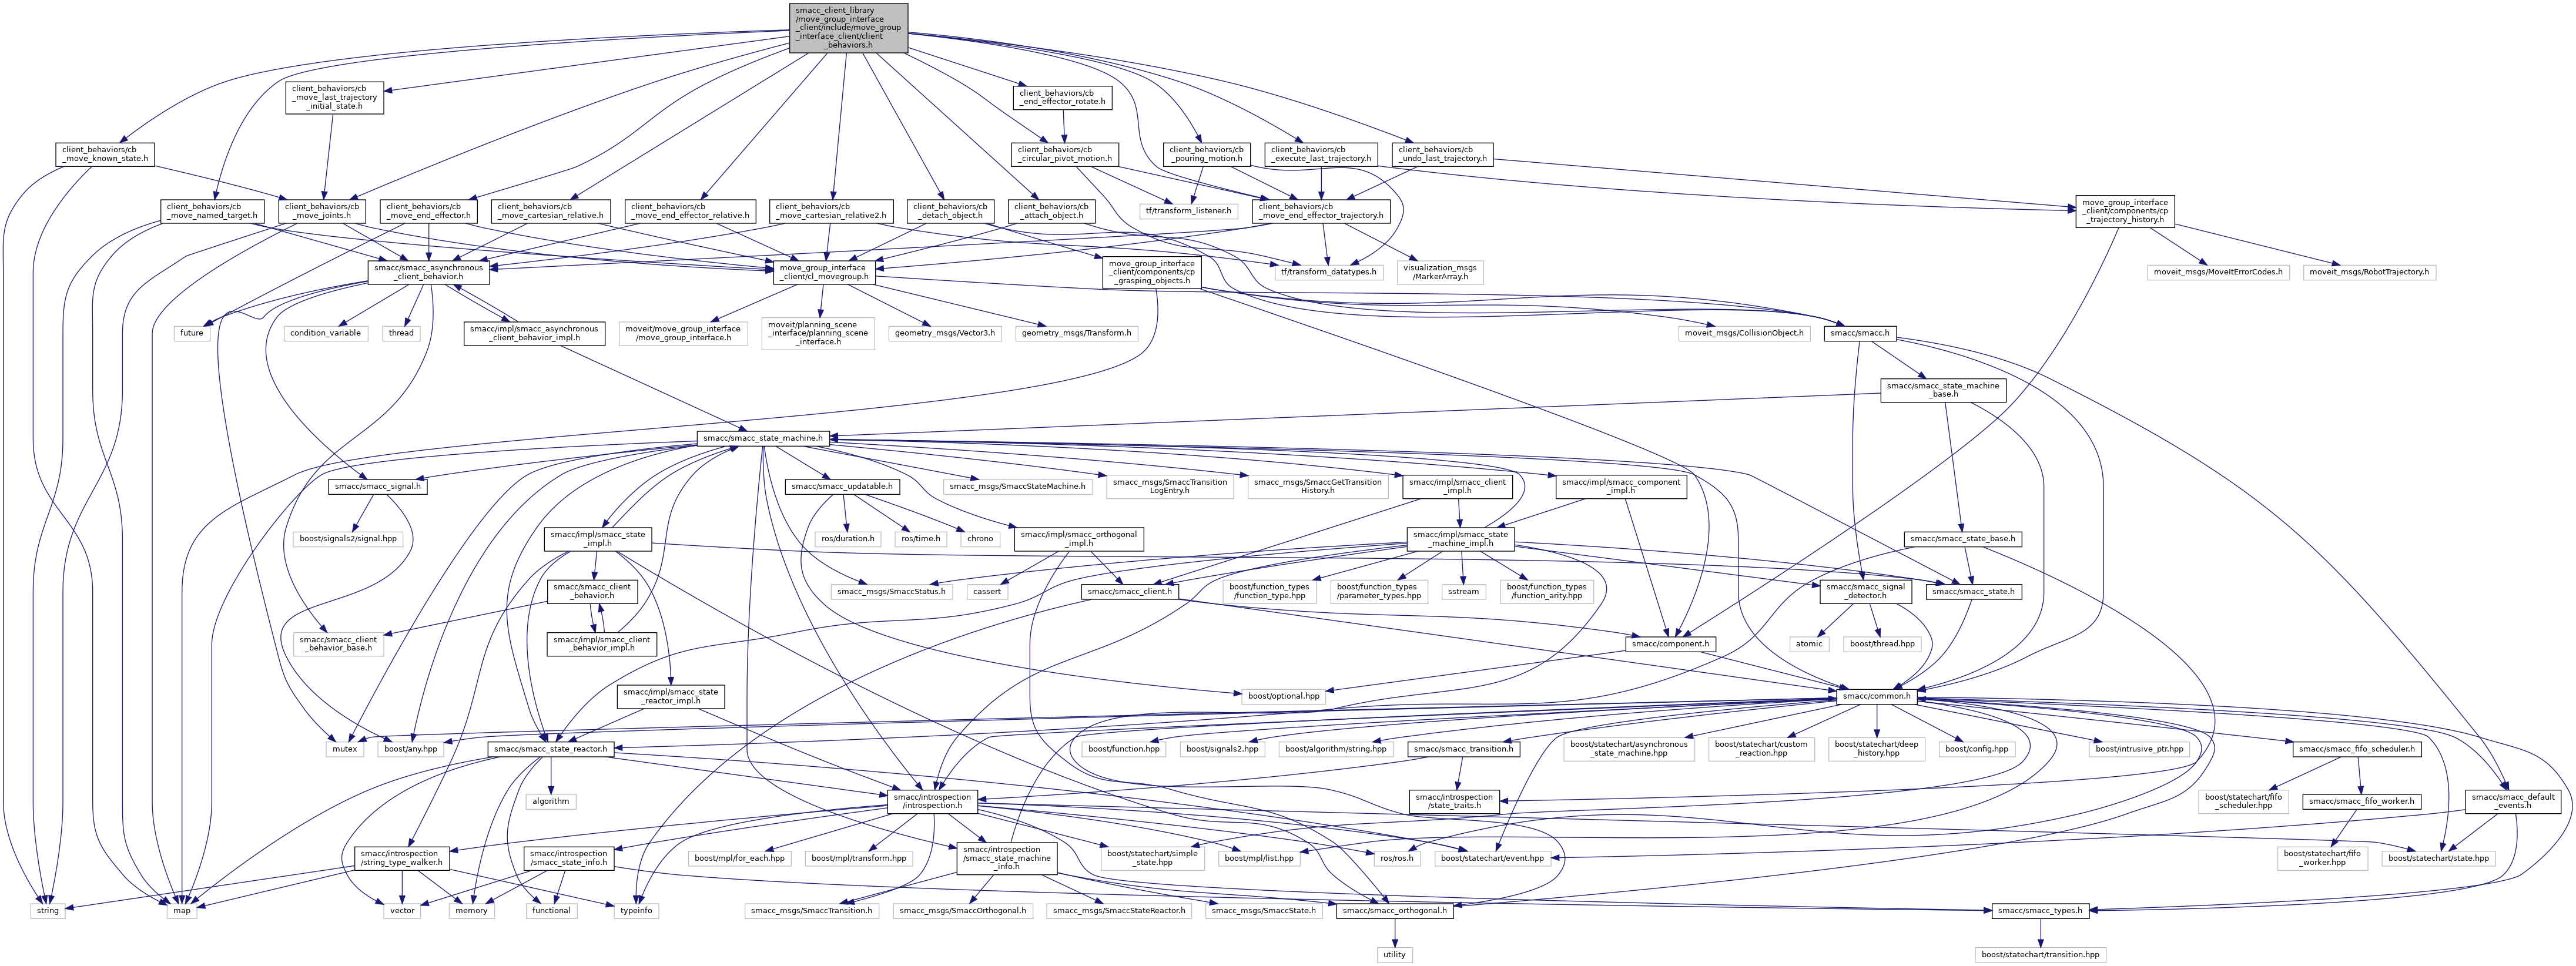 smacc_client_library
/move_group_interface
_client/include/move_group
_interface_client/client
_behaviors.h
client_behaviors/cb
_move_last_trajectory
_initial_state.h
client_behaviors/cb
_end_effector_rotate.h
client_behaviors/cb
_move_known_state.h
client_behaviors/cb
_circular_pivot_motion.h
client_behaviors/cb
_pouring_motion.h
client_behaviors/cb
_execute_last_trajectory.h
client_behaviors/cb
_undo_last_trajectory.h
client_behaviors/cb
_move_named_target.h
client_behaviors/cb
_move_joints.h
client_behaviors/cb
_move_end_effector.h
client_behaviors/cb
_move_cartesian_relative.h
client_behaviors/cb
_move_end_effector_relative.h
client_behaviors/cb
_move_cartesian_relative2.h
client_behaviors/cb
_detach_object.h
client_behaviors/cb
_attach_object.h
tf/transform_listener.h
client_behaviors/cb
_move_end_effector_trajectory.h
move_group_interface
_client/components/cp
_trajectory_history.h
smacc/smacc_asynchronous
_client_behavior.h
move_group_interface
_client/cl_movegroup.h
move_group_interface
_client/components/cp
_grasping_objects.h
tf/transform_datatypes.h
visualization_msgs
/MarkerArray.h
moveit_msgs/MoveItErrorCodes.h
moveit_msgs/RobotTrajectory.h
future
condition_variable
thread
smacc/impl/smacc_asynchronous
_client_behavior_impl.h
moveit/move_group_interface
/move_group_interface.h
moveit/planning_scene
_interface/planning_scene
_interface.h
geometry_msgs/Vector3.h
geometry_msgs/Transform.h
moveit_msgs/CollisionObject.h
smacc/smacc.h
smacc/smacc_state_machine
_base.h
smacc/smacc_state_machine.h
smacc/smacc_signal.h
smacc/smacc_updatable.h
smacc_msgs/SmaccStateMachine.h
smacc_msgs/SmaccTransition
LogEntry.h
smacc_msgs/SmaccGetTransition
History.h
smacc/impl/smacc_client
_impl.h
smacc/impl/smacc_component
_impl.h
boost/signals2/signal.hpp
smacc/impl/smacc_state
_impl.h
ros/duration.h
ros/time.h
chrono
smacc/impl/smacc_orthogonal
_impl.h
smacc/impl/smacc_state
_machine_impl.h
smacc/smacc_state_base.h
smacc/smacc_client
_behavior.h
smacc_msgs/SmaccStatus.h
cassert
smacc/smacc_client.h
boost/function_types
/function_type.hpp
boost/function_types
/parameter_types.hpp
sstream
boost/function_types
/function_arity.hpp
smacc/smacc_signal
_detector.h
smacc/smacc_state.h
smacc/smacc_client
_behavior_base.h
smacc/impl/smacc_client
_behavior_impl.h
smacc/component.h
atomic
boost/thread.hpp
smacc/impl/smacc_state
_reactor_impl.h
boost/optional.hpp
smacc/common.h
mutex
boost/any.hpp
smacc/smacc_state_reactor.h
boost/function.hpp
boost/signals2.hpp
boost/algorithm/string.hpp
smacc/smacc_transition.h
boost/statechart/asynchronous
_state_machine.hpp
boost/statechart/custom
_reaction.hpp
boost/statechart/deep
_history.hpp
boost/config.hpp
boost/intrusive_ptr.hpp
smacc/smacc_fifo_scheduler.h
algorithm
smacc/introspection
/introspection.h
smacc/introspection
/state_traits.h
boost/statechart/fifo
_scheduler.hpp
smacc/smacc_fifo_worker.h
smacc/smacc_default
_events.h
smacc/introspection
/string_type_walker.h
smacc/introspection
/smacc_state_info.h
boost/mpl/for_each.hpp
boost/mpl/transform.hpp
smacc/introspection
/smacc_state_machine
_info.h
boost/statechart/simple
_state.hpp
boost/mpl/list.hpp
ros/ros.h
boost/statechart/event.hpp
boost/statechart/fifo
_worker.hpp
boost/statechart/state.hpp
string
map
vector
memory
functional
typeinfo
smacc_msgs/SmaccTransition.h
smacc_msgs/SmaccOrthogonal.h
smacc_msgs/SmaccStateReactor.h
smacc_msgs/SmaccState.h
smacc/smacc_orthogonal.h
smacc/smacc_types.h
utility
boost/statechart/transition.hpp